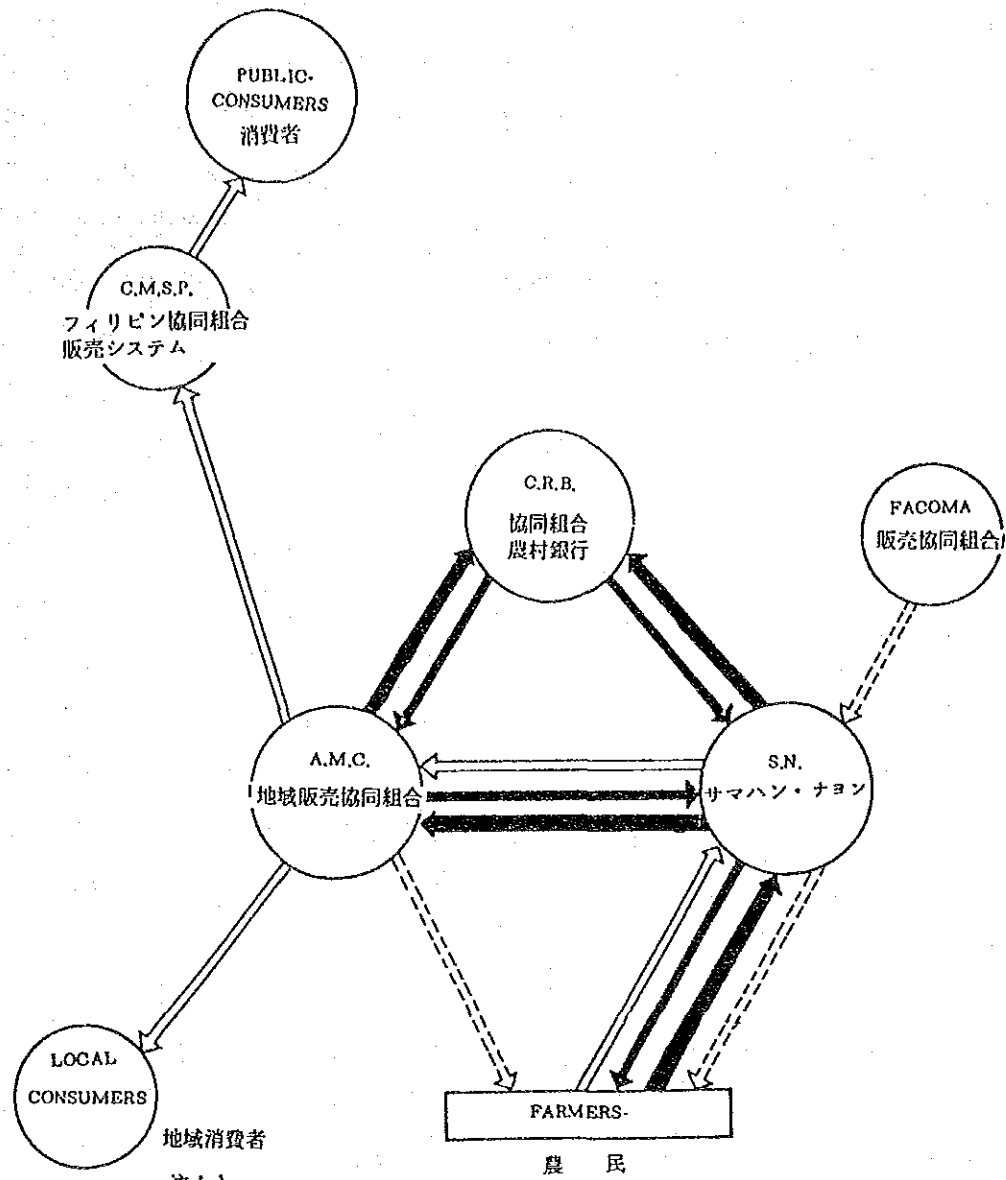 PUBLIC-
CONSUMERS
消費者
C.M.S.P.
フィリピン協同組合
販売システム
C.R.B.
協同組合
農村銀行
FACOMA
販売協同組合
A.M.C.
地域販売協同組合
S.N.
サマハン・ナヨン
LOCAL
CONSUMERS
地域消費者
FARMERS-
農 民